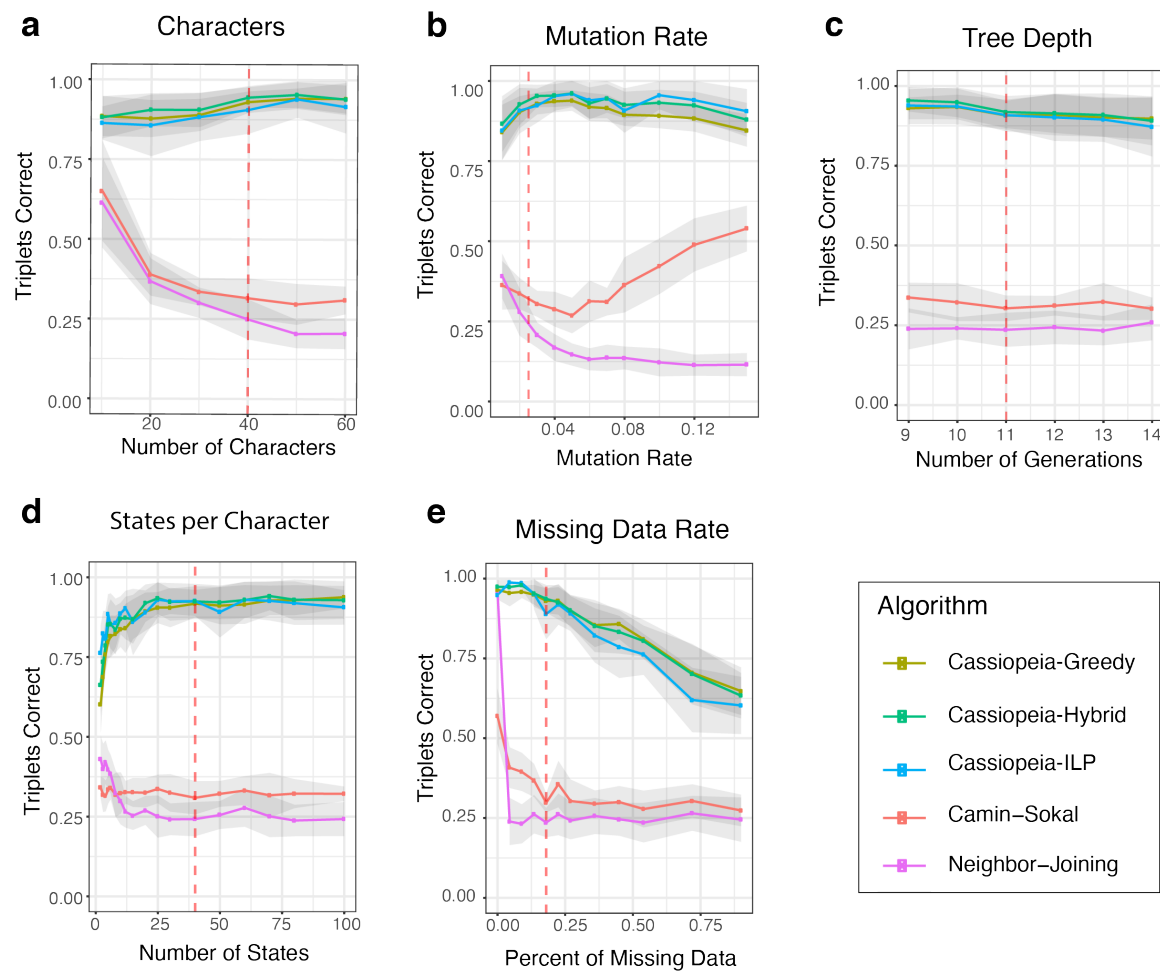 a
Characters
Triplets Correct
1.00
0.75
0.50
0.25
0.00
20
40
60
Number of Characters
b
Mutation Rate
Triplets Correct
1.00
0.75
0.50
0.25
0.00
0.04
0.08
0.12
Mutation Rate
c
Tree Depth
Triplets Correct
1.00
0.75
0.50
0.25
0.00
9
10
11
12
13
14
Number of Generations
d
States per Character
Triplets Correct
1.00
0.75
0.50
0.25
0.00
0
25
50
75
100
Number of States
e
Missing Data Rate
Triplets Correct
1.00
0.75
0.50
0.25
0.00
0.00
0.25
0.50
0.75
Percent of Missing Data
Algorithm
Cassiopeia-Greedy
Cassiopeia-Hybrid
Cassiopeia-ILP
Camin−Sokal
Neighbor−Joining